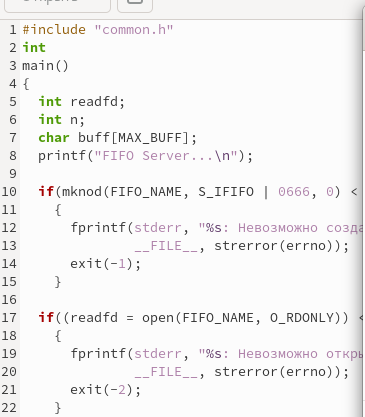 1 #include "common.h"
2 int
3 main()
4 {
5 int readfd;
6 int n;
7 char buff[MAX_BUFF];
8 printf("FIFO Server...\n");
9
10 if(mknod(FIFO_NAME, S_IFIFO | 0666, 0) <
11 {
12 fprintf(stderr, "%s: Невозможно созда
13 __FILE__, strerror(errno));
14 exit(-1);
15 }
16
17 if((readfd = open(FIFO_NAME, O_RDONLY)) <
18 {
19 fprintf(stderr, "%s: Невозможно откры
20 __FILE__, strerror(errno));
21 exit(-2);
22 }